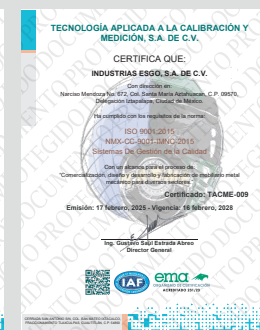 TECNOLOGÍA APLICADA A LA CALIBRACIÓN Y
MEDICIÓN, S.A. DE C.V.
CERTIFICA QUE:
INDUSTRIAS ESGO, S.A. DE C.V.
Con dirección en:
Narciso Mendoza No. 672, Col. Santa María Aztahuacan, C.P. 09570,
Delegación Iztapalapa, Ciudad de México.
Ha cumplido con los requisitos de la norma:
ISO 9001:2015
NMX-CC-9001-IMNC-2015
Sistemas De Gestión de la Calidad
Con un alcance para el proceso de
"Comercialización, diseño y desarrollo y fabricación de mobiliario metal
mecánico para diversos sectores."
Certificado: TACME-009
Emisión: 17 febrero, 2025 - Vigencia: 16 febrero, 2028
Ing. Gustavo Saúl Estrada Abreo
Director General
IAF
ema
ORGANISMO DE CERTIFICACIÓN